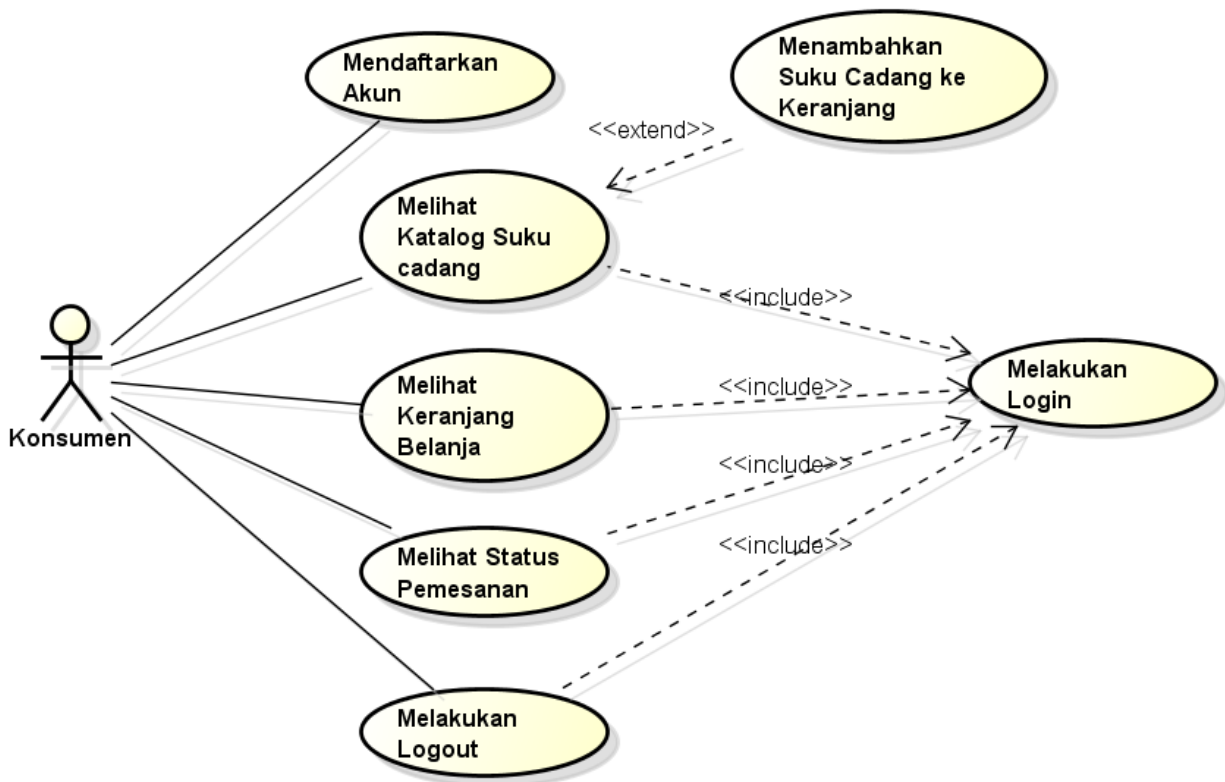 Mendaftarkan
Akun
Menambahkan
Suku Cadang ke
Keranjang
<<extend>>
Melihat
Katalog Suku
cadang
<<include>>
Melakukan
Login
Konsumen
Melihat
Keranjang
Belanja
<<include>>
Melihat Status
Pemesanan
<<include>>
<<include>>
Melakukan
Logout